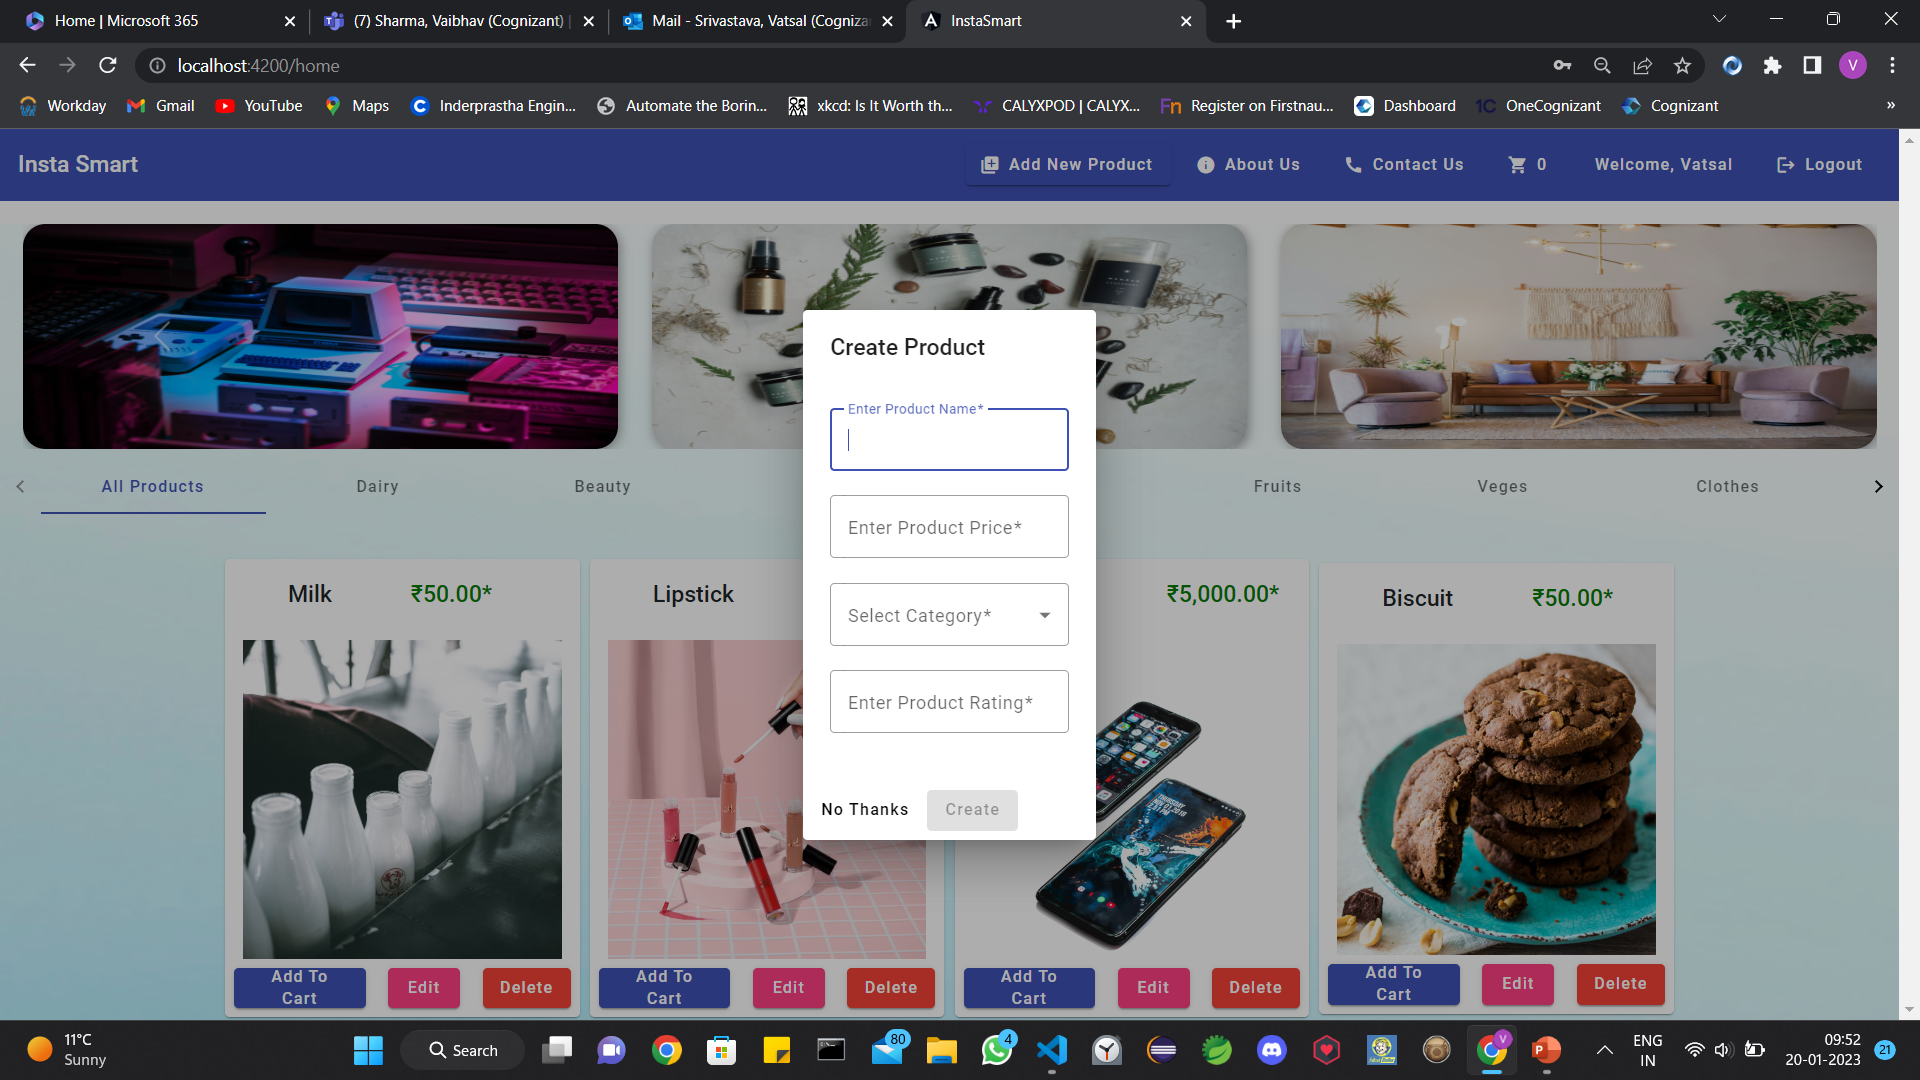 Home | Microsoft 365
(7) Sharma, Vaibhav (Cognizant) |
Mail - Srivastava, Vatsal (Cogniza
InstaSmart
localhost:4200/home
V
Workday
Gmail
YouTube
Maps
Inderprastha Engin...
Automate the Borin...
xkcd: Is It Worth th...
CALYXPOD | CALYX...
Fn Register on Firstnau...
Dashboard
1C OneCognizant
Cognizant
»
Insta Smart
Add New Product
About Us
Contact Us
0
Welcome, Vatsal
Logout
Create Product
Enter Product Name*
Enter Product Price*
Select Category*
Enter Product Rating*
No Thanks
Create
All Products
Dairy
Beauty
Fruits
Veges
Clothes
Milk
₹50.00*
Lipstick
₹5,000.00*
Biscuit
₹50.00*
Add To
Cart
Edit
Delete
Add To
Cart
Edit
Delete
Add To
Cart
Edit
Delete
Add To
Cart
Edit
Delete
11°C
Sunny
Search
80
4
V
ENG
IN
09:52
20-01-2023
21